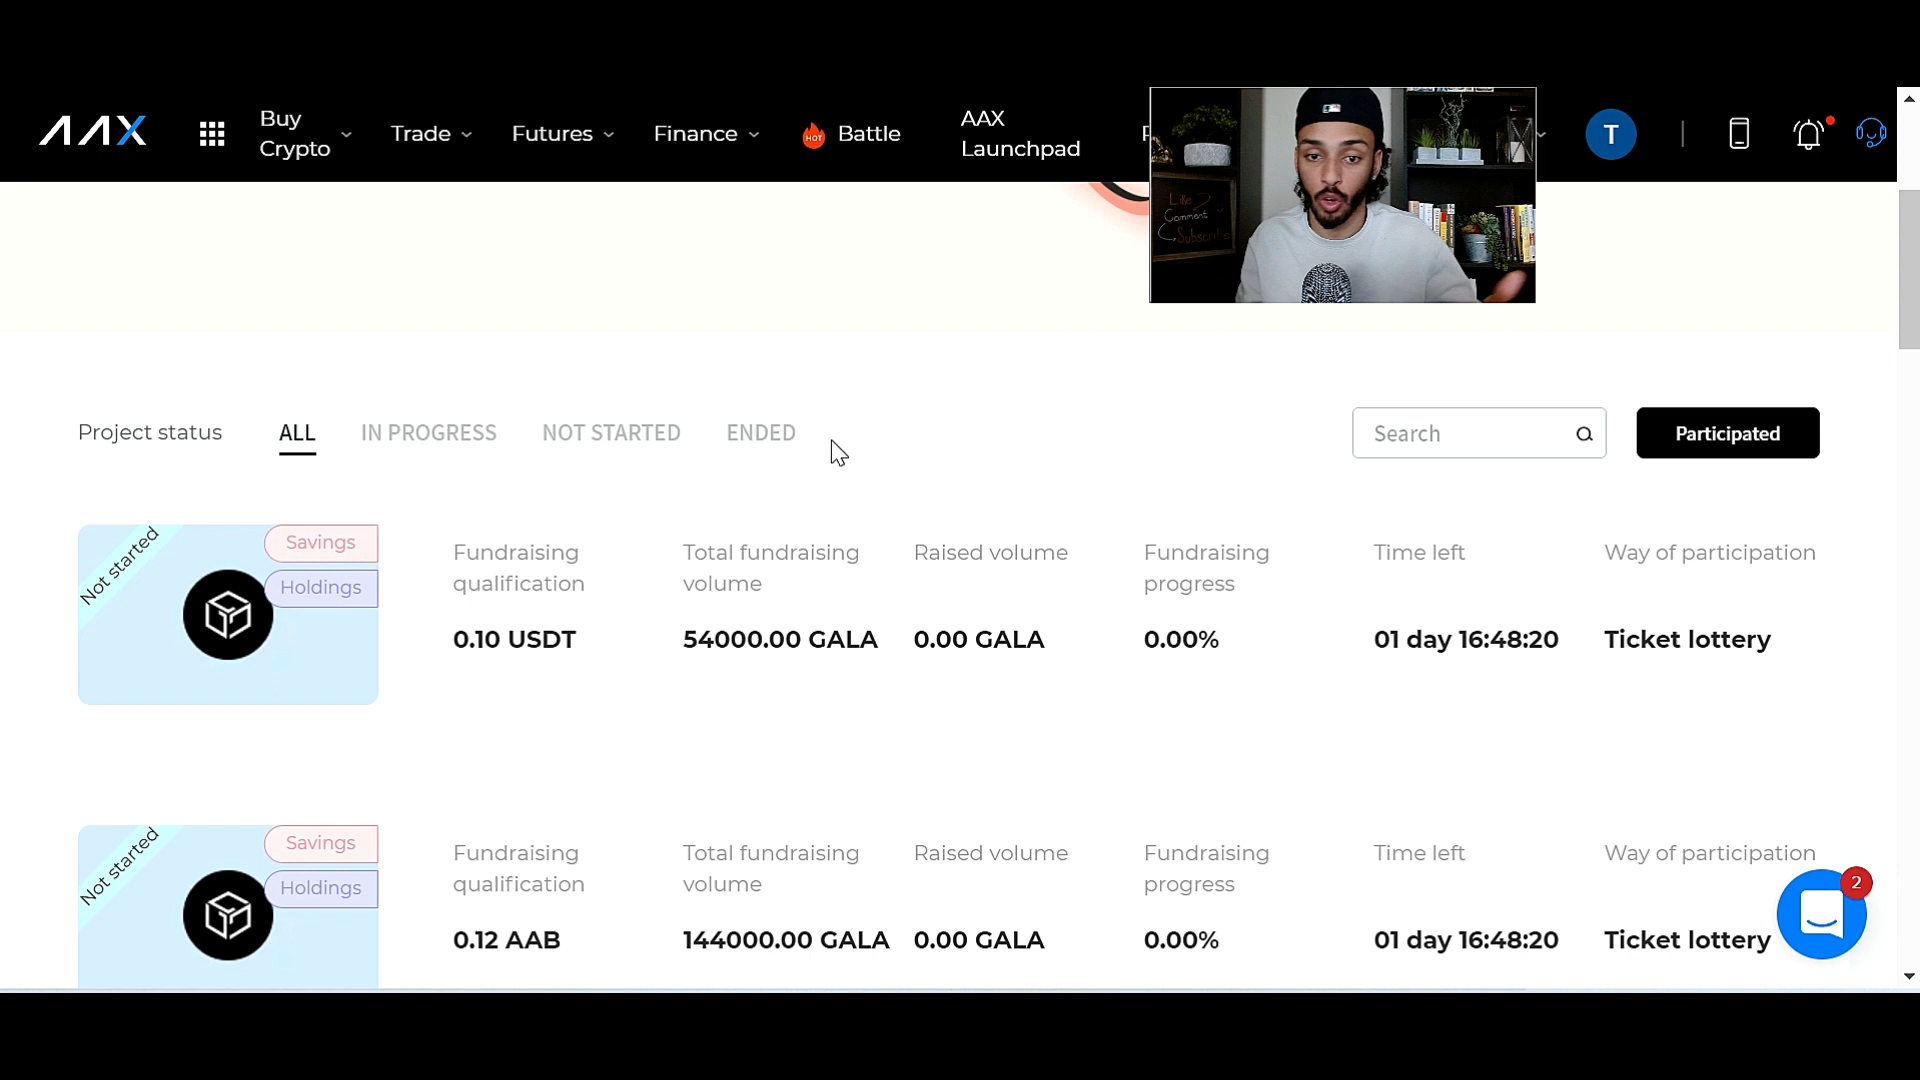 AAX
Buy
Crypto
Trade
Futures
Finance
HOT
Battle
AAX
Launchpad
T
Like
Comment
Subscribe
Project status
ALL
IN PROGRESS
NOT STARTED
ENDED
Search
Participated
Not started
Savings
Holdings
Fundraising
qualification
0.10 USDT
Total fundraising
volume
54000.00 GALA
Raised volume
0.00 GALA
Fundraising
progress
0.00%
Time left
01 day 16:48:20
Way of participation
Ticket lottery
Not started
Savings
Holdings
Fundraising
qualification
0.12 AAB
Total fundraising
volume
144000.00 GALA
Raised volume
0.00 GALA
Fundraising
progress
0.00%
Time left
01 day 16:48:20
Way of participation
Ticket lottery
2